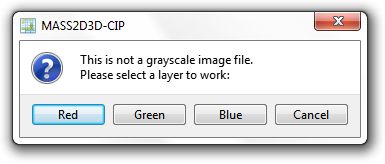 MASS2D3D-CIP
This is not a grayscale image file.
Please select a layer to work:
Red Green Blue Cancel